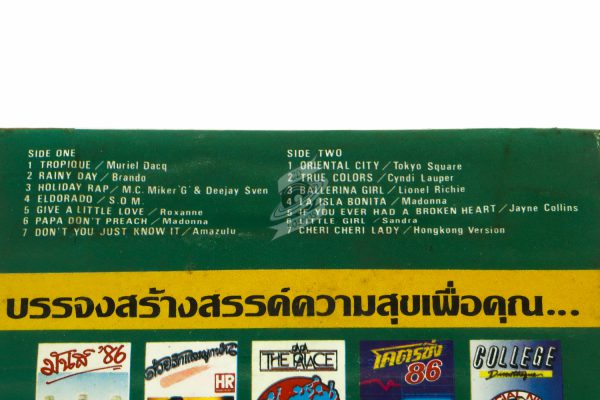 SIDE ONE
1 TROPIQUE / Muriel Dacq
2 RAINY DAY / Brando
3 HOLIDAY RAP / M.C. Miker 'G' & Deejay Sven
4 ELDORADO / S.O.M.
5 GIVE A LITTLE LOVE / Roxanne
6 PAPA DON'T PREACH / Madonna
7 DON'T YOU JUST KNOW IT / Amazulu
SIDE TWO
1 ORIENTAL CITY / Tokyo Square
2 TRUE COLORS / Cyndi Lauper
3 BALLERINA GIRL / Lionel Richie
4 LA ISLA BONITA / Madonna
5 IF YOU EVER HAD A BROKEN HEART / Jayne Collins
6 LITTLE GIRL / Sandra
7 CHERI CHERI LADY / Hongkong Version
บรรจงสร้างสรรค์ความสุขเพื่อคุณ...
'86
HR
THE PALACE
86
COLLEGE